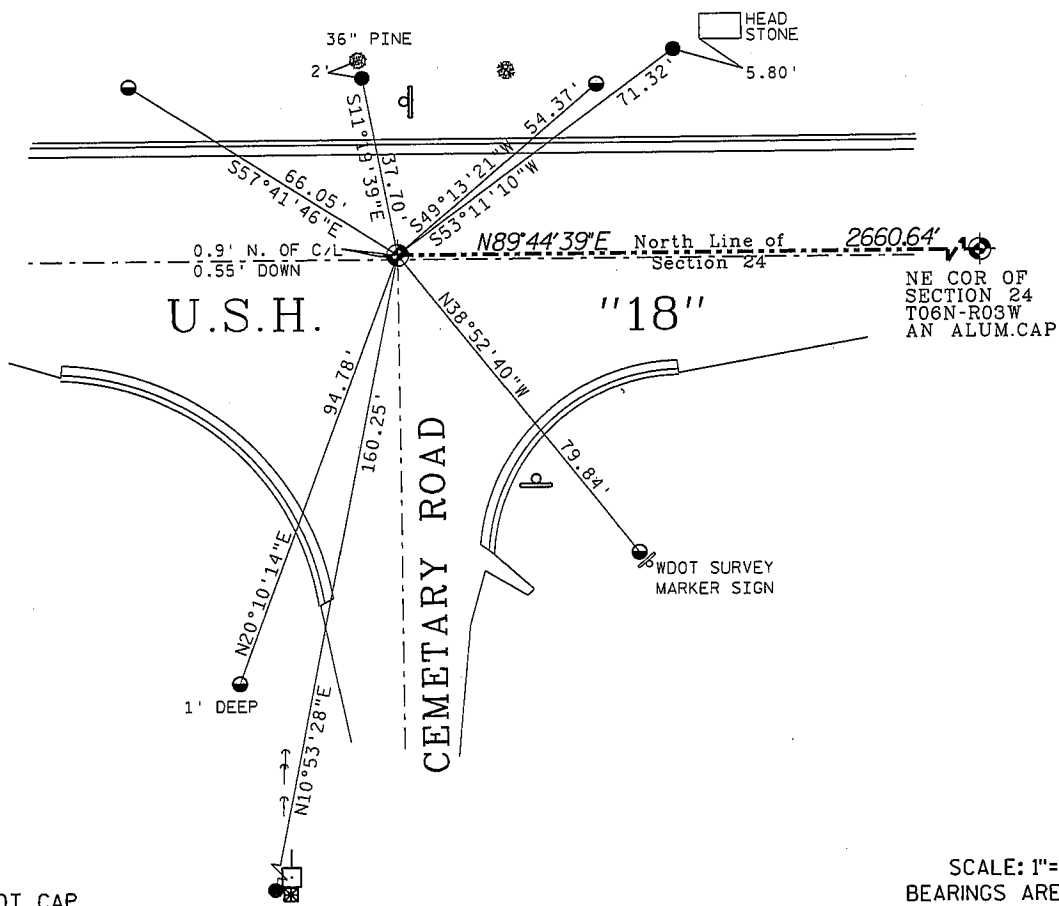 HEAD
STONE
36" PINE
2'
5.80'
71.32'
54.37'
S11°19'39"E
37.70'
S49°13'21"W
S53°11'10"W
66.05'
S57°41'46"E
0.9' N. OF C/L
0.55' DOWN
N89°44'39"E North Line of 2660.64'
Section 24
NE COR OF
SECTION 24
T06N-R03W
AN ALUM.CAP
U.S.H. "18"
N38°52'40"W
79.84'
94.78'
160.25'
CEMETARY ROAD
WDOT SURVEY
MARKER SIGN
N20°10'14"E
1' DEEP
N10°53'28"E
SCALE: 1"=
BEARINGS ARE
OT CAP